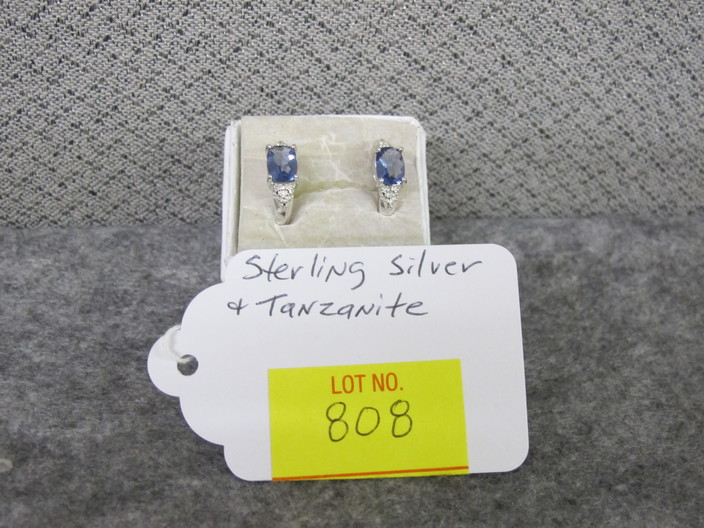 Sterling Silver
& Tanzanite
LOT NO.
808